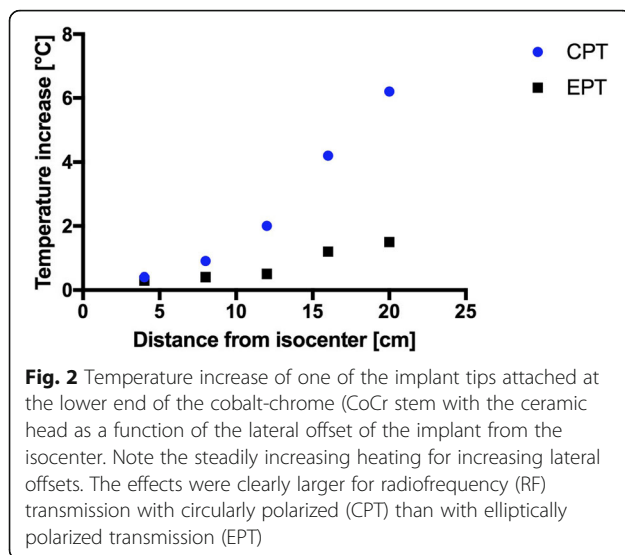 8
6
4
2
0
Temperature increase [°C]
0 5 10 15 20 25
Distance from isocenter [cm]
CPT
EPT
Fig. 2 Temperature increase of one of the implant tips attached at
the lower end of the cobalt-chrome (CoCr stem with the ceramic
head as a function of the lateral offset of the implant from the
isocenter. Note the steadily increasing heating for increasing lateral
offsets. The effects were clearly larger for radiofrequency (RF)
transmission with circularly polarized (CPT) than with elliptically
polarized transmission (EPT)